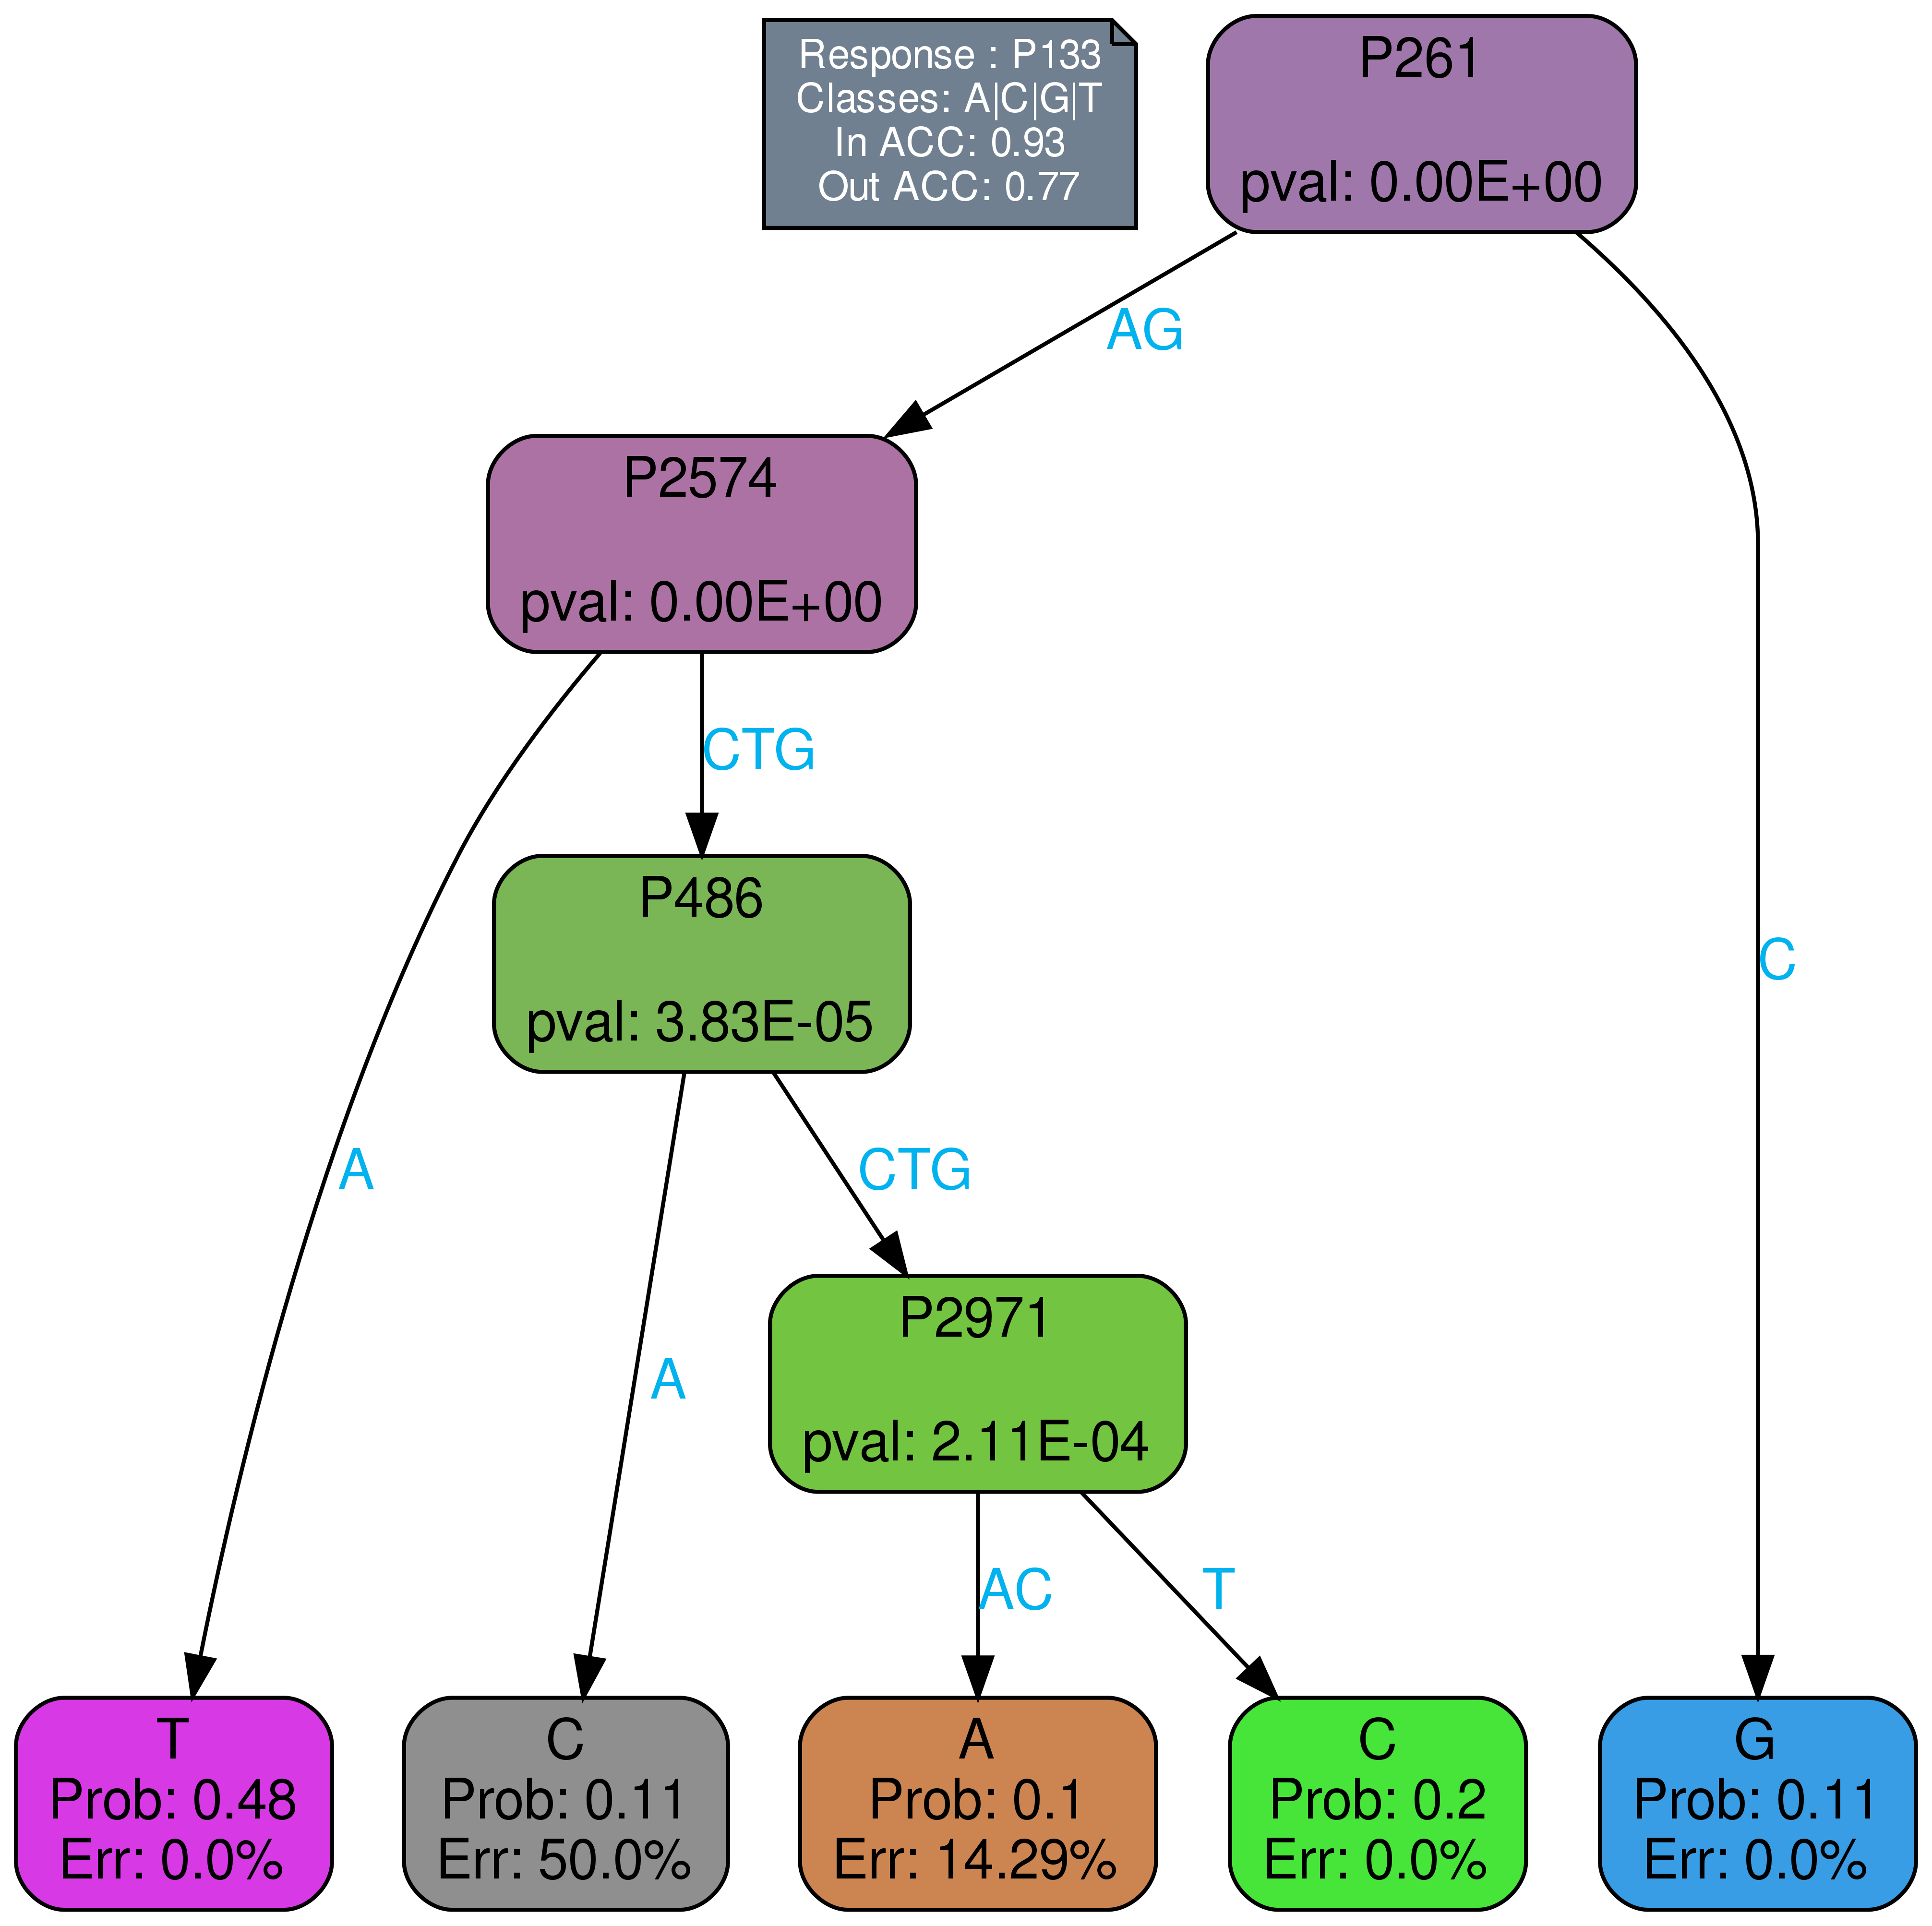 Response : P133
Classes: A|C|G|T
In ACC: 0.93
Out ACC: 0.77
P261
pval: 0.00E+00
AG
P2574
pval: 0.00E+00
CTG
P486
pval: 3.83E-05
C
A
CTG
P2971
pval: 2.11E-04
A
AC
T
T
Prob: 0.48
Err: 0.0%
C
Prob: 0.11
Err: 50.0%
A
Prob: 0.1
Err: 14.29%
C
Prob: 0.2
Err: 0.0%
G
Prob: 0.11
Err: 0.0%